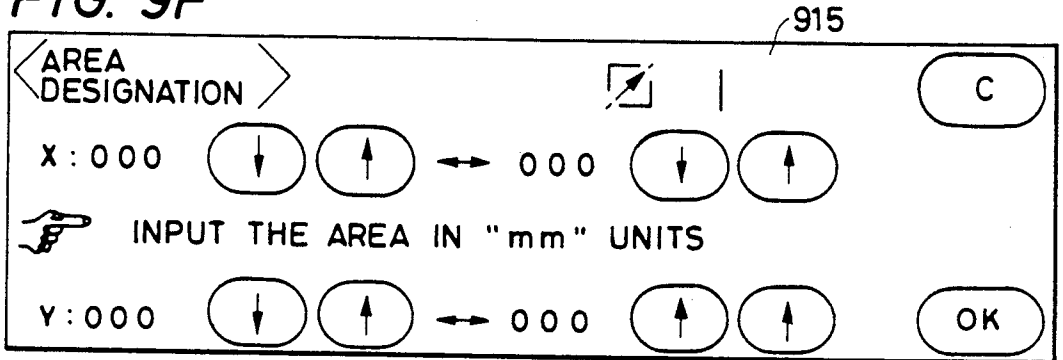 FIG. 9F
915
AREA
DESIGNATION
C
X:000 ↓ ↑ ↔ 000 ↓ ↑
INPUT THE AREA IN "mm" UNITS
Y:000 ↓ ↑ ↔ 000 ↑ ↑
OK